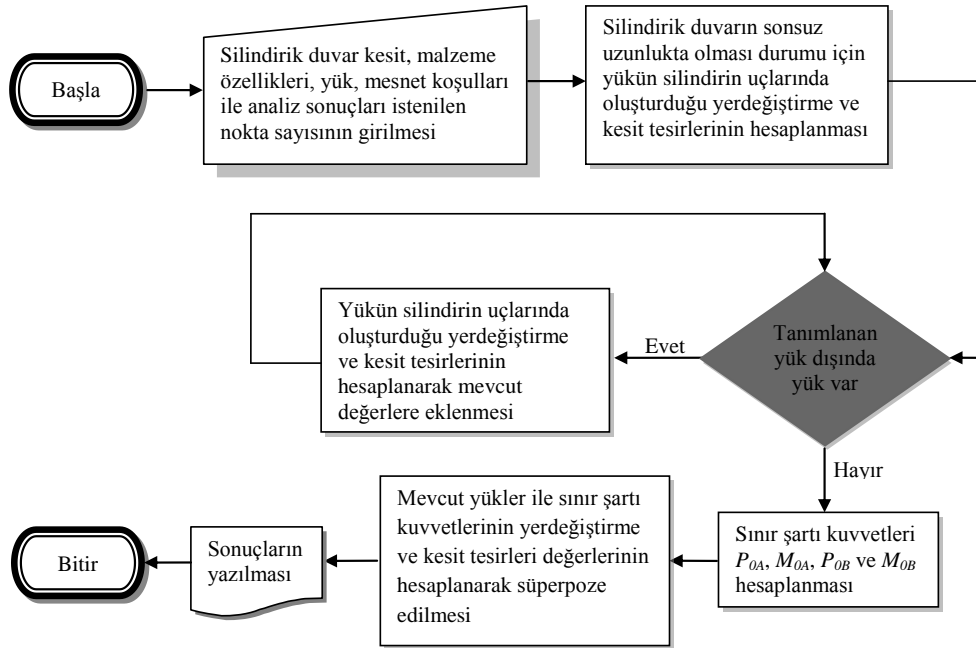 Başla
Silindirik duvar kesit, malzeme
özellikleri, yük, mesnet koşulları
ile analiz sonuçları istenilen
nokta sayısının girilmesi
Silindirik duvarın sonsuz
uzunlukta olması durumu için
yükün silindirin uçlarında
oluşturduğu yerdeğiştirme ve
kesit tesirlerinin hesaplanması
Tanımlanan
yük dışında
yük var
Evet
Yükün silindirin uçlarında
oluşturduğu yerdeğiştirme
ve kesit tesirlerinin
hesaplanarak mevcut
değerlere eklenmesi
Hayır
Sınır şartı kuvvetleri
P0A, M0A, P0B ve M0B
hesaplanması
Mevcut yükler ile sınır şartı
kuvvetlerinin yerdeğiştirme
ve kesit tesirleri değerlerinin
hesaplanarak süperpoze
edilmesi
Sonuçların
yazılması
Bitir